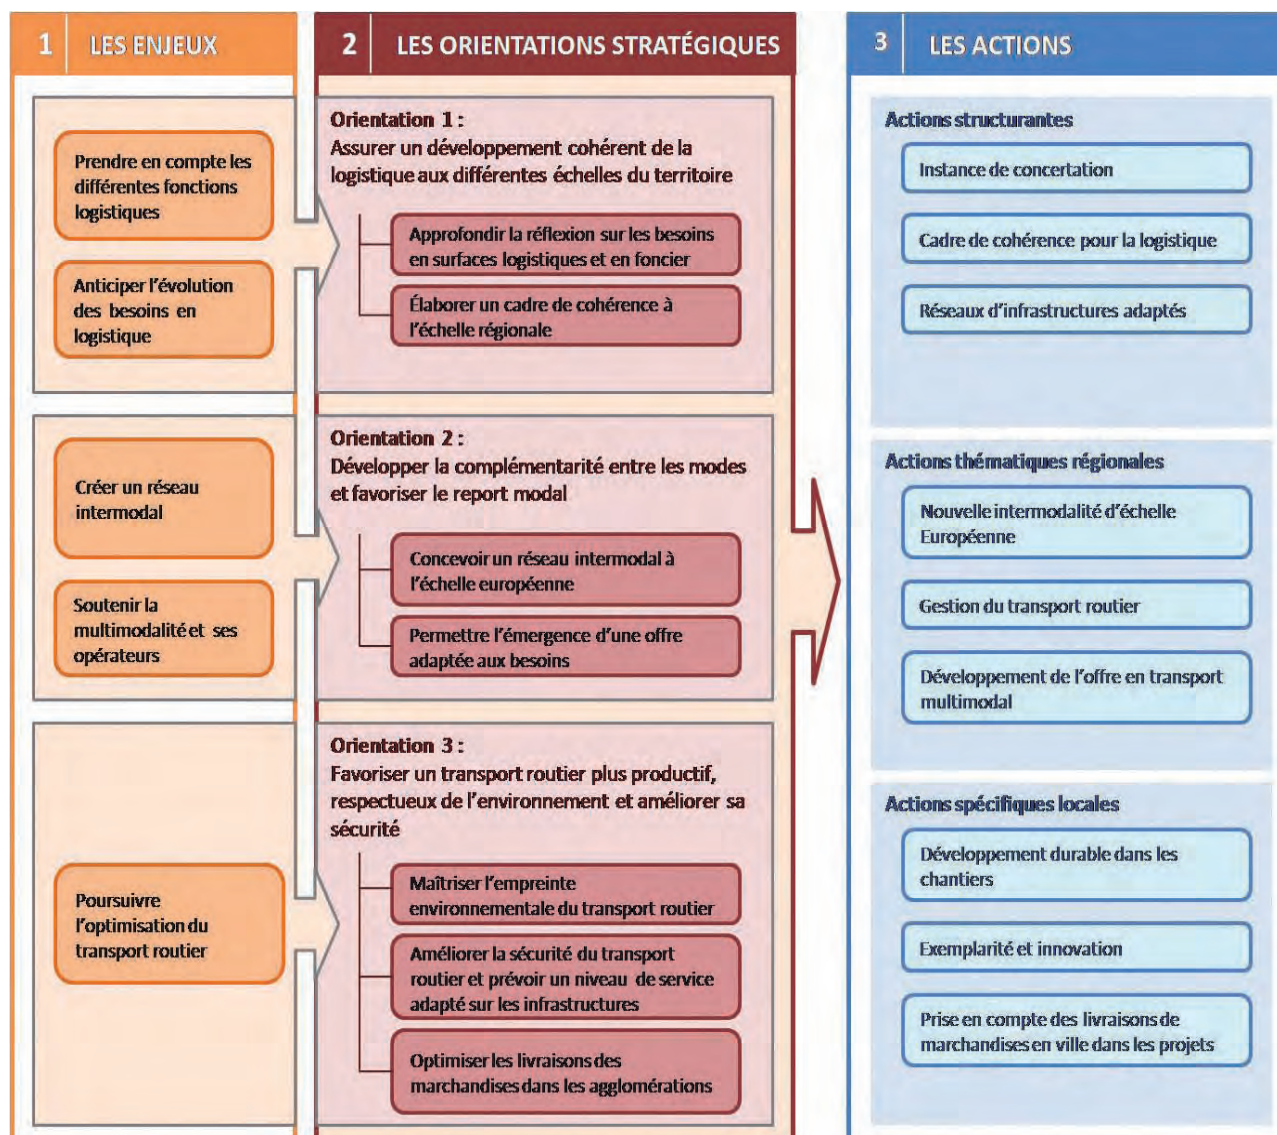 1 LES ENJEUX
Prendre en compte les
différentes fonctions
logistiques
Anticiper l'évolution
des besoins en
logistique
Créer un réseau
intermodal
Soutenir la
multimodalité et ses
opérateurs
Poursuivre
l'optimisation du
transport routier
2 LES ORIENTATIONS STRATÉGIQUES
Orientation 1 :
Assurer un développement cohérent de la
logistique aux différentes échelles du territoire
Approfondir la réflexion sur les besoins
en surfaces logistiques et en foncier
Élaborer un cadre de cohérence à
l'échelle régionale
Orientation 2 :
Développer la complémentarité entre les modes
et favoriser le report modal
Concevoir un réseau intermodal à
l'échelle européenne
Permettre l'émergence d'une offre
adaptée aux besoins
Orientation 3 :
Favoriser un transport routier plus productif,
respectueux de l'environnement et améliorer sa
sécurité
Maîtriser l'empreinte
environnementale du transport routier
Améliorer la sécurité du transport
routier et prévoir un niveau de service
adapté sur les infrastructures
Optimiser les livraisons des
marchandises dans les agglomérations
3 LES ACTIONS
Actions structurantes
Instance de concertation
Cadre de cohérence pour la logistique
Réseaux d'infrastructures adaptés
Actions thématiques régionales
Nouvelle intermodalité d'échelle
Européenne
Gestion du transport routier
Développement de l'offre en transport
multimodal
Actions spécifiques locales
Développement durable dans les
chantiers
Exemplarité et innovation
Prise en compte des livraisons de
marchandises en ville dans les projets